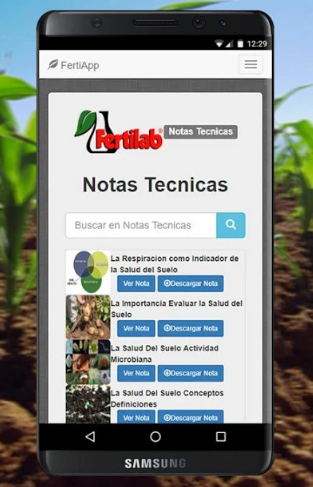 12:29
FertiApp
Fertilab®
Notas Tecnicas
Notas Tecnicas
Buscar en Notas Tecnicas
La Respiracion como Indicador de
la Salud del Suelo
Ver Nota Descargar Nota
La Importancia Evaluar la Salud del
Suelo
Ver Nota Descargar Nota
La Salud Del Suelo Actividad
Microbiana
Ver Nota Descargar Nota
La Salud Del Suelo Conceptos
Definiciones
Ver Nota Descargar Nota
SAMSUNG